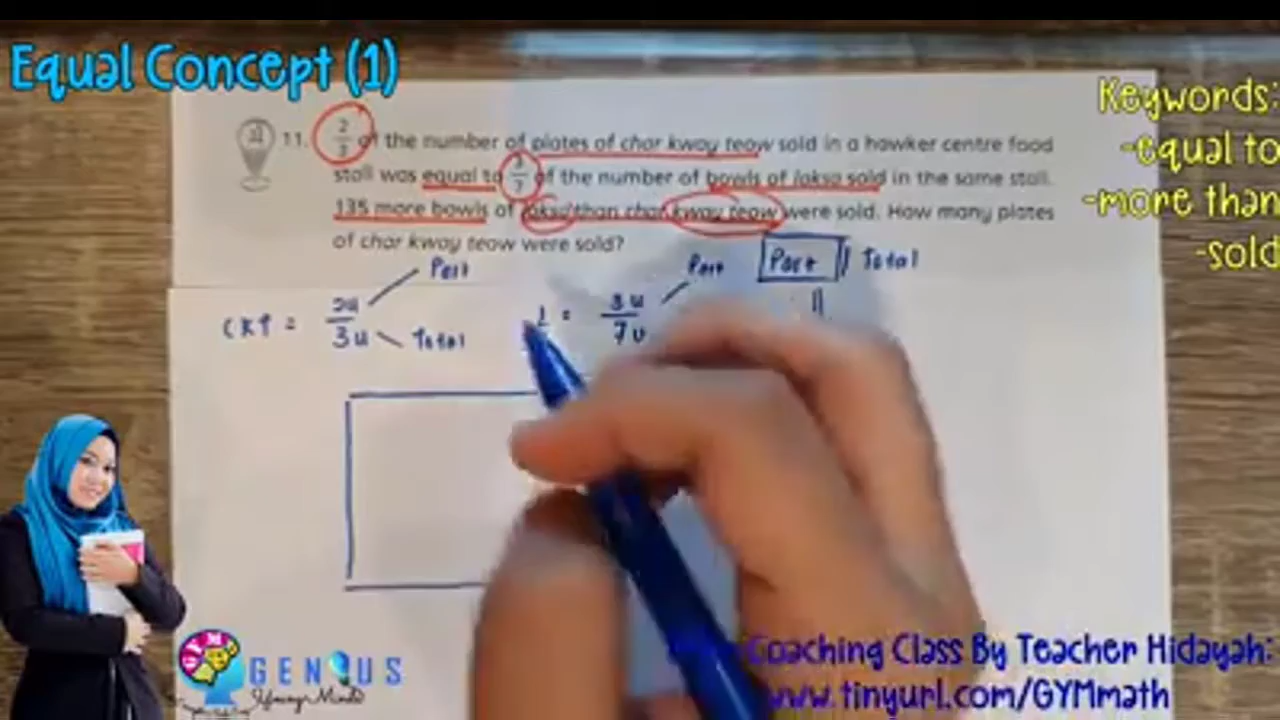 Equal Concept (1)
Keywords:
-equal to
-more than
-sold
11. 2/3 of the number of plates of char kway teow sold in a hawker centre food
stall was equal to 3/7 of the number of bowls of laksa sold in the same stall.
135 more bowls of laksa than char kway teow were sold. How many plates
of char kway teow were sold?
Part
Part
Part
Total
CKT = 2u/3u
Total
L = 3u/7u
GENIUS
Young Minds
Coaching Class By Teacher Hidayah:
www.tinyurl.com/GYMmath